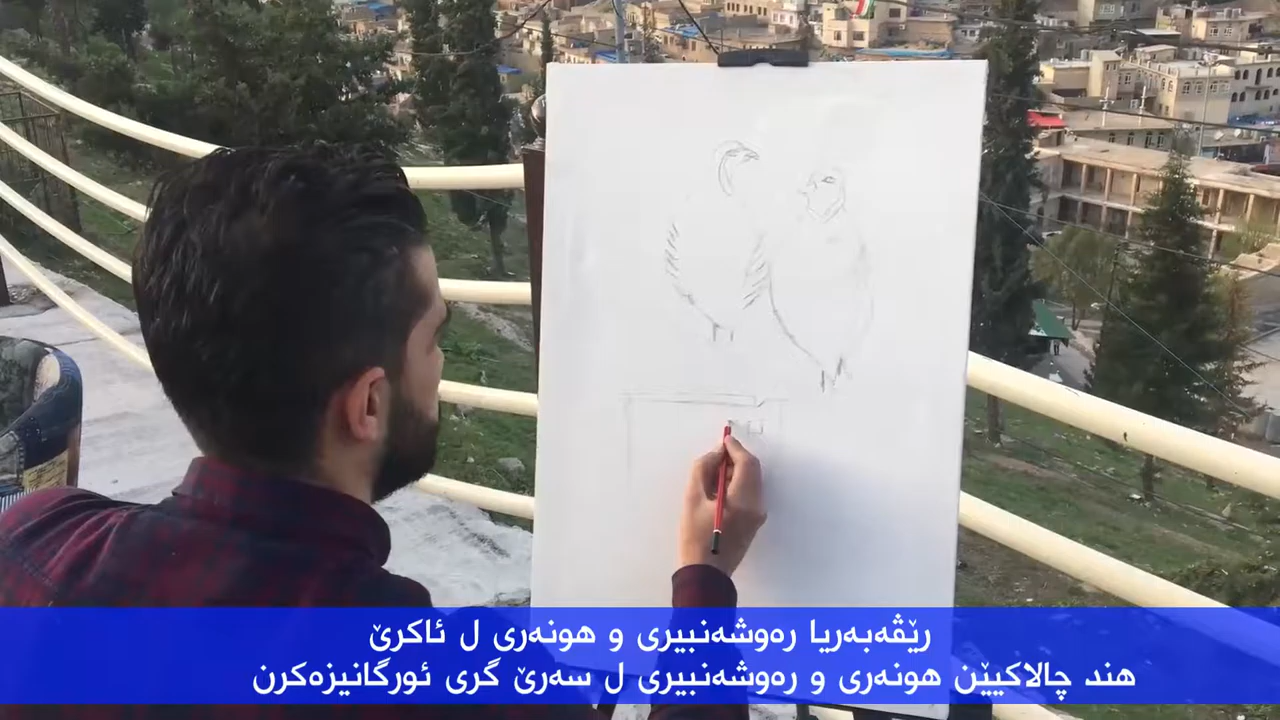 رێڤەبەریا رەوشەنبیری و هونەری ل ئاکرێ
هند چالاکیێن هونەری و رەوشەنبیری ل سەرێ گری ئورگانیزەکرن